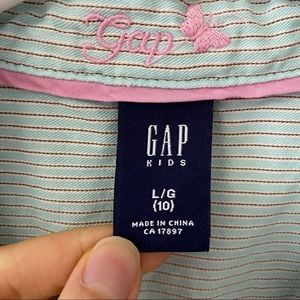 Gap
GAP
KIDS
L/G
(10)
MADE IN CHINA
CA 17897